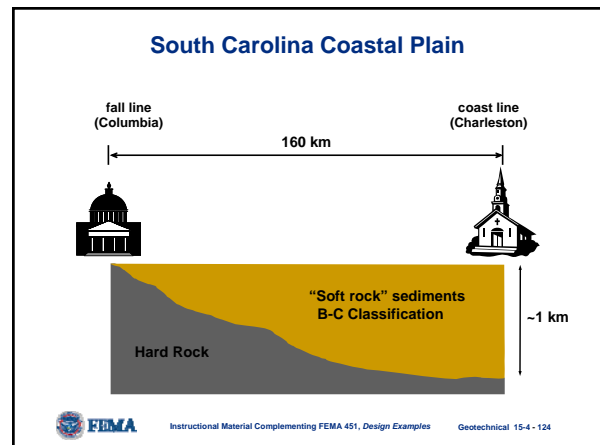 South Carolina Coastal Plain
fall line
(Columbia)
coast line
(Charleston)
160 km
“Soft rock” sediments
B-C Classification
~1 km
Hard Rock
FEMA
Instructional Material Complementing FEMA 451, Design Examples
Geotechnical 15-4 - 124